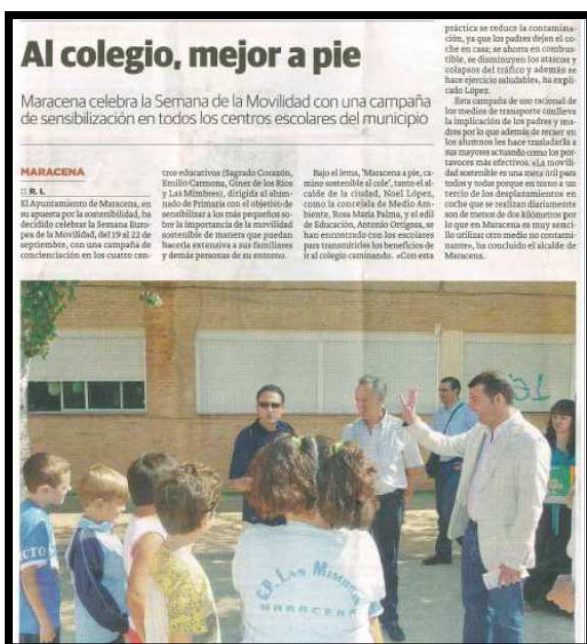 Al colegio, mejor a pie
Maracena celebra la Semana de la Movilidad con una campaña
de sensibilización en todos los centros escolares del municipio
MARACENA
:: R. I.
El Ayuntamiento de Maracena, en
su apuesta por la sostenibilidad, ha
decidido celebrar la Semana Euro-
pea de la Movilidad, del 19 al 22 de
septiembre, con una campaña de
concienciación en los cuatro cen-
tros educativos (Sagrado Corazón,
Emilio Carmona, Giner de los Ríos
y Las Mimbres), dirigida al alum-
nado de Primaria con el objetivo de
sensibilizar a los más pequeños so-
bre la importancia de la movilidad
sostenible de manera que puedan
hacerla extensiva a sus familiares
y demás personas de su entorno.
Bajo el lema, 'Maracena a pie, ca-
mino sostenible al cole', tanto el al-
calde de la ciudad, Noel López,
como la concejala de Medio Am-
biente, Rosa María Palma, y el edil
de Educación, Antonio Ortigosa, se
han encontrado con los escolares
para transmitirles los beneficios de
ir al colegio caminando. «Con esta
práctica se reduce la contamina-
ción, ya que los padres dejan el co-
che en casa; se ahorra en combus-
tible, se disminuyen los atascos y
colapsos del tráfico y además se
hace ejercicio saludable», ha expli-
cado López.
Esta campaña de uso racional de
los medios de transporte conlleva
la implicación de los padres y ma-
dres por lo que además de recaer en
los alumnos les hace trasladarla a
sus mayores actuando como los por-
tavoces más efectivos. «La movili-
dad sostenible es una meta útil para
todos y todas porque en torno a un
tercio de los desplazamientos en
coche que se realizan diariamente
son de menos de dos kilómetros por
lo que en Maracena es muy senci-
llo utilizar otro medio no contami-
nante», ha concluido el alcalde de
Maracena.
CTO
C.P. LAS MIMBRES
MARACENA